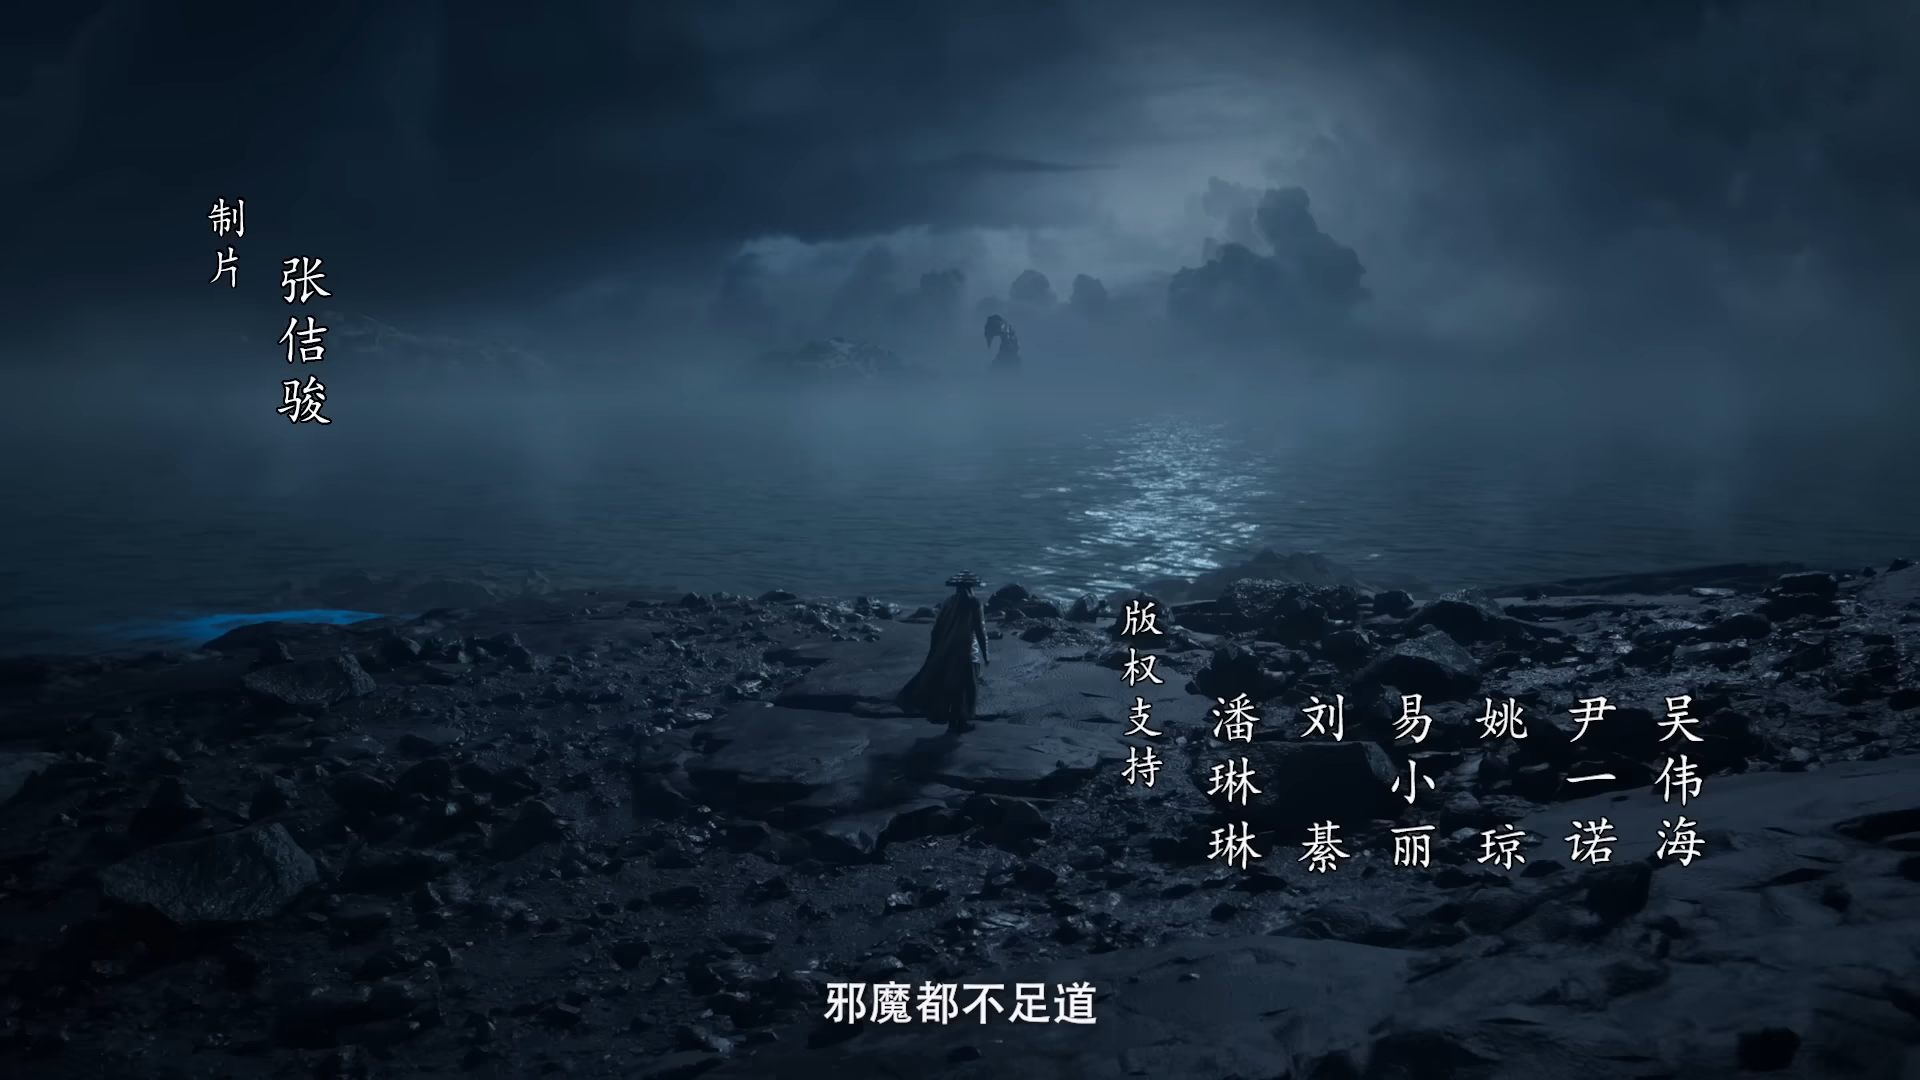 制片
张佶骏
版权支持
潘琳琳
刘綦
易小丽
姚琼
尹一诺
吴伟海
邪魔都不足道